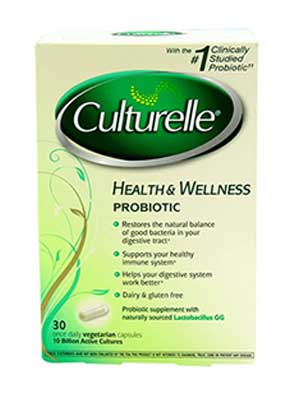 With the #1 Clinically
Studied
Probiotic††
Culturelle®
HEALTH & WELLNESS
PROBIOTIC
Restores the natural balance
of good bacteria in your
digestive tract*
Supports your healthy
immune system*
Helps your digestive system
work better*
Dairy & gluten free
Probiotic supplement with
naturally sourced Lactobacillus GG
30
once daily vegetarian capsules
10 Billion Active Cultures